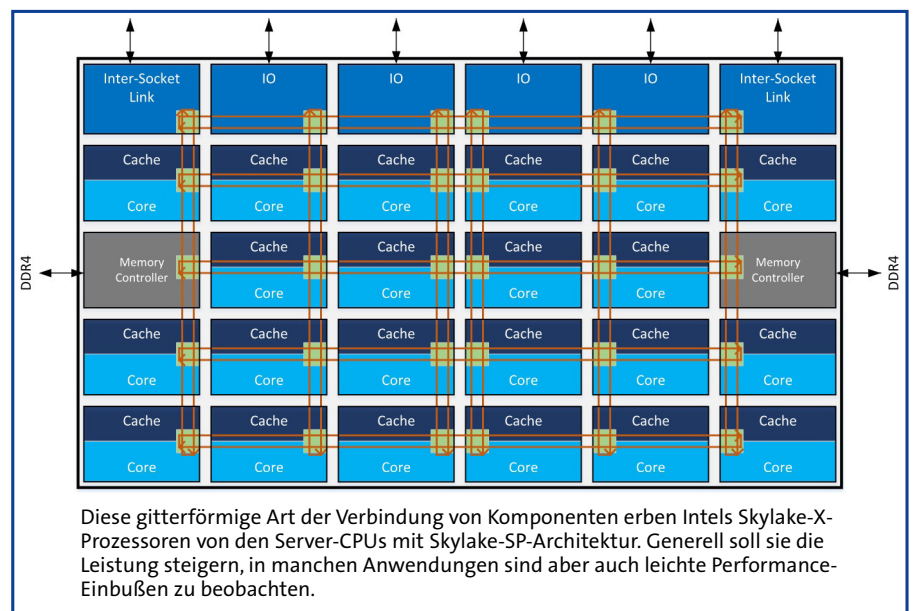 Inter-Socket
Link
IO
IO
IO
IO
Inter-Socket
Link
Cache
Core
Cache
Core
Cache
Core
Cache
Core
Cache
Core
Cache
Core
DDR4
Memory
Controller
Cache
Core
Cache
Core
Cache
Core
Cache
Core
Memory
Controller
DDR4
Cache
Core
Cache
Core
Cache
Core
Cache
Core
Cache
Core
Cache
Core
Cache
Core
Cache
Core
Cache
Core
Cache
Core
Cache
Core
Cache
Core
Diese gitterförmige Art der Verbindung von Komponenten erben Intels Skylake-X-
Prozessoren von den Server-CPUs mit Skylake-SP-Architektur. Generell soll sie die
Leistung steigern, in manchen Anwendungen sind aber auch leichte Performance-
Einbußen zu beobachten.